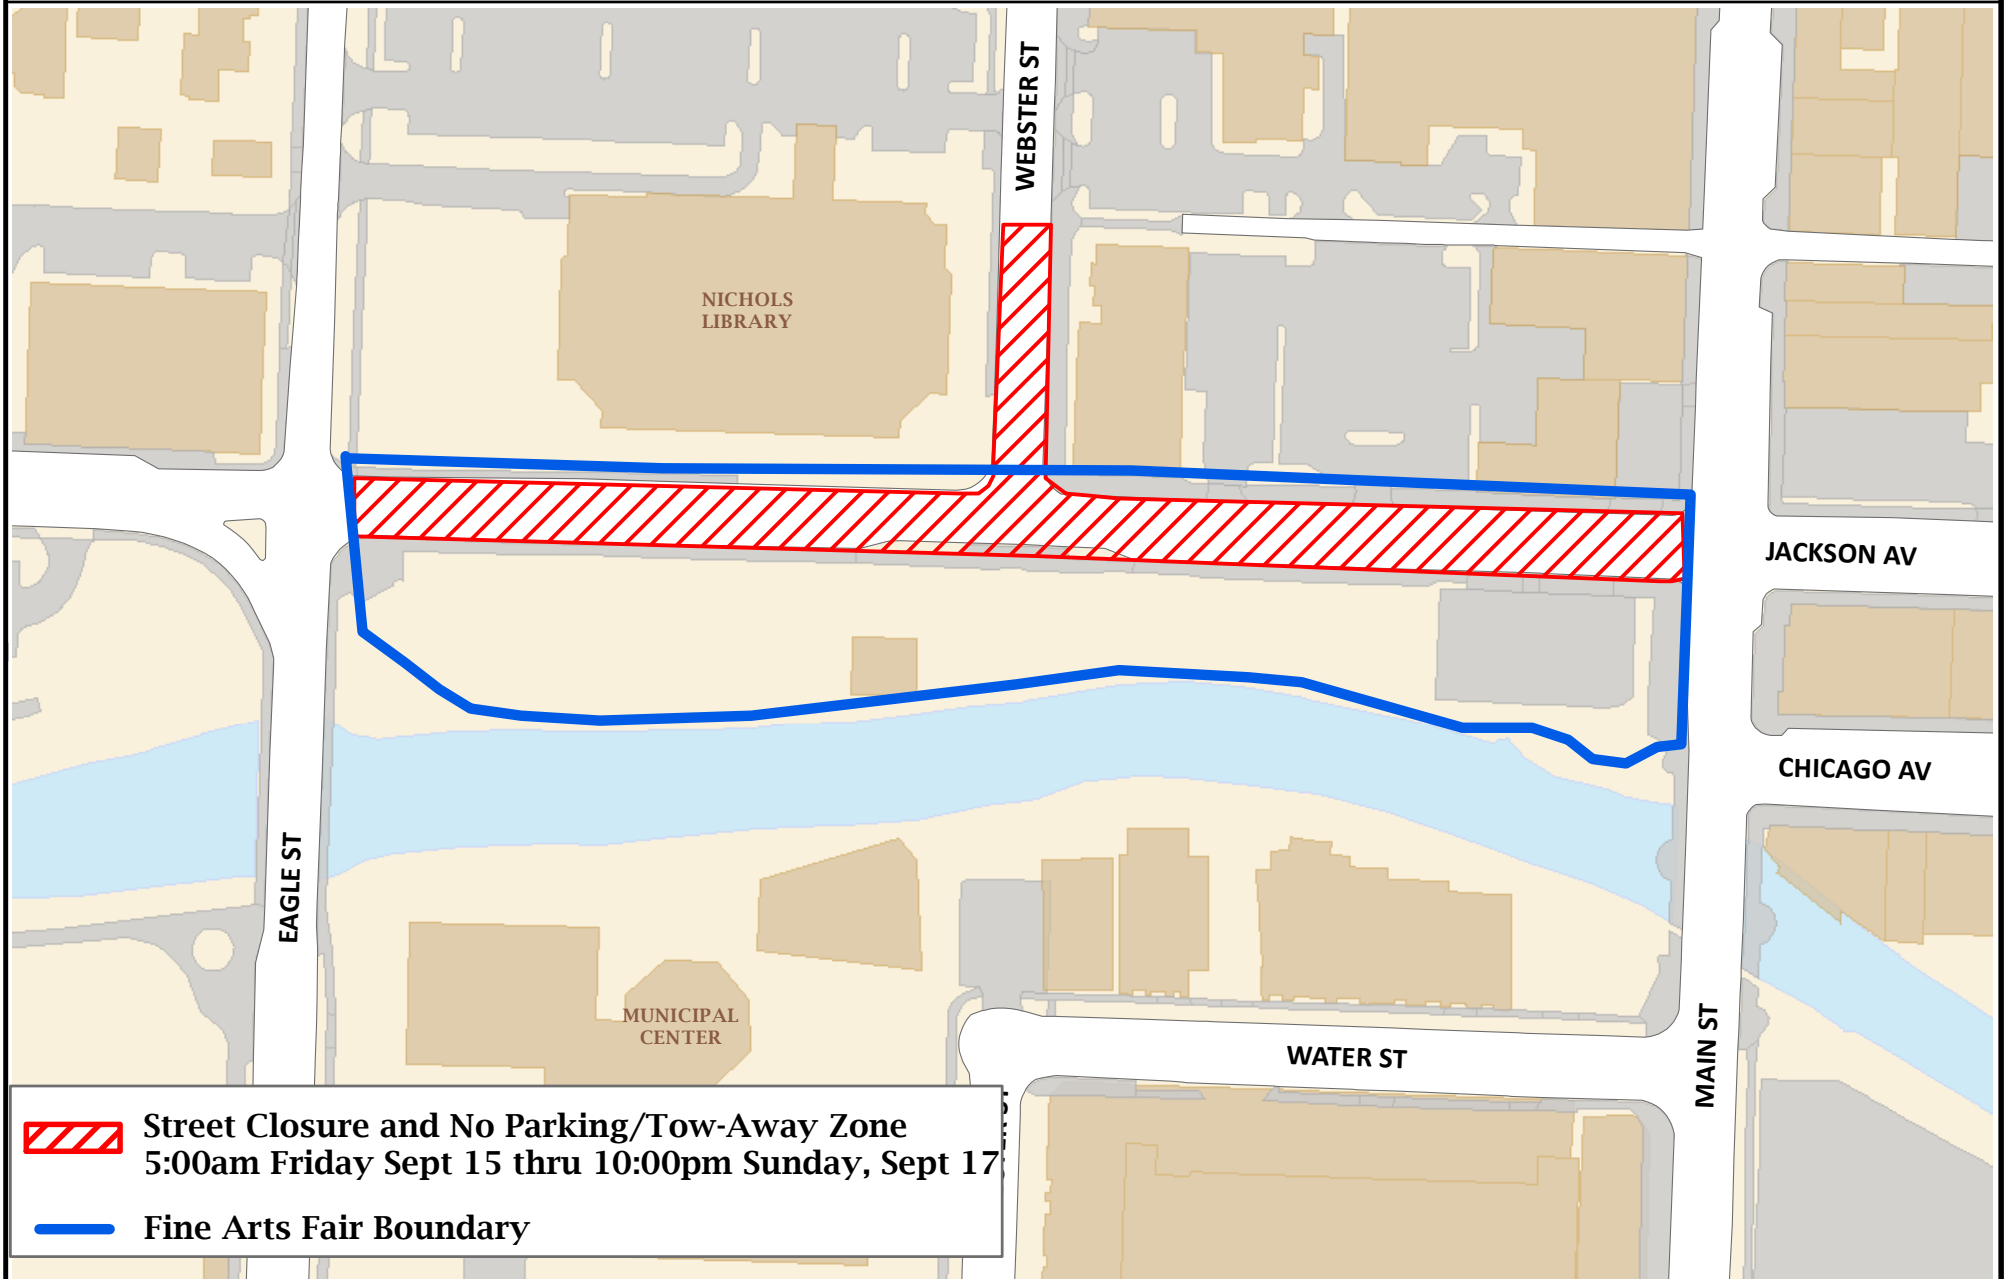 WEBSTER ST
NICHOLS
LIBRARY
JACKSON AV
CHICAGO AV
EAGLE ST
MUNICIPAL
CENTER
WATER ST
MAIN ST
Street Closure and No Parking/Tow-Away Zone
5:00am Friday Sept 15 thru 10:00pm Sunday, Sept 17
Fine Arts Fair Boundary